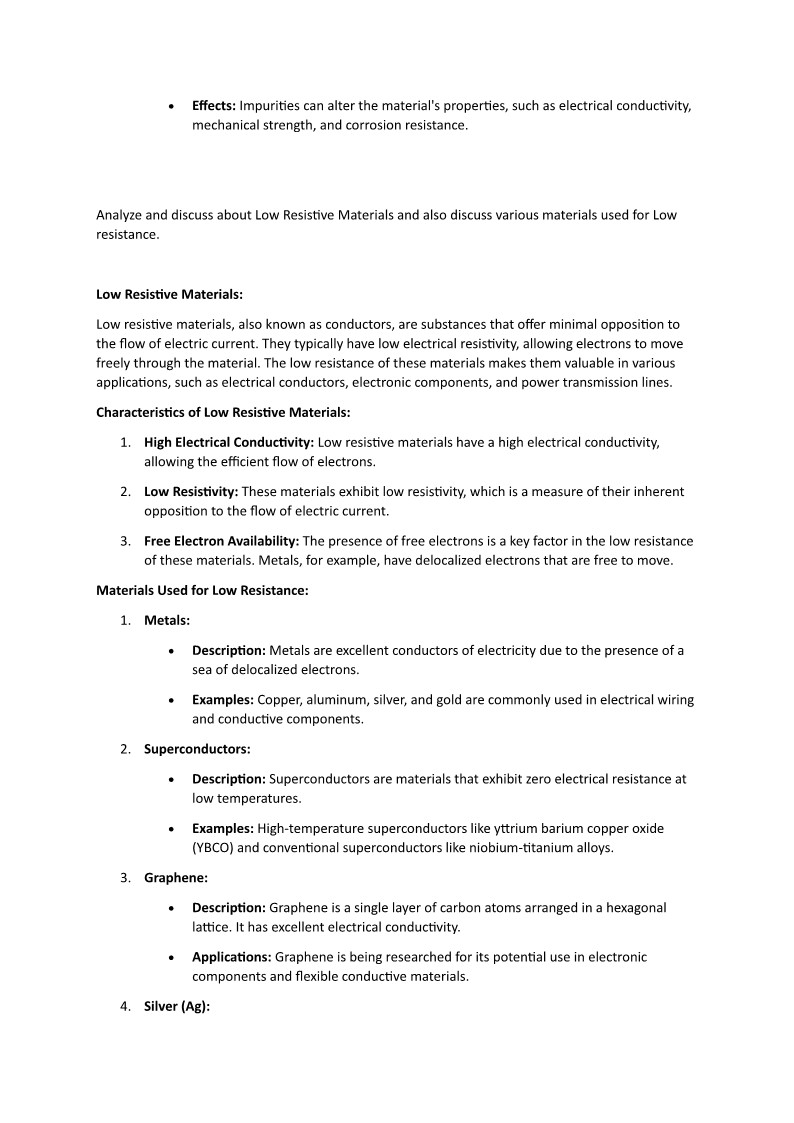 • Effects: Impurities can alter the material's properties, such as electrical conductivity,
mechanical strength, and corrosion resistance.
Analyze and discuss about Low Resistive Materials and also discuss various materials used for Low
resistance.
Low Resistive Materials:
Low resistive materials, also known as conductors, are substances that offer minimal opposition to
the flow of electric current. They typically have low electrical resistivity, allowing electrons to move
freely through the material. The low resistance of these materials makes them valuable in various
applications, such as electrical conductors, electronic components, and power transmission lines.
Characteristics of Low Resistive Materials:
1. High Electrical Conductivity: Low resistive materials have a high electrical conductivity,
allowing the efficient flow of electrons.
2. Low Resistivity: These materials exhibit low resistivity, which is a measure of their inherent
opposition to the flow of electric current.
3. Free Electron Availability: The presence of free electrons is a key factor in the low resistance
of these materials. Metals, for example, have delocalized electrons that are free to move.
Materials Used for Low Resistance:
1. Metals:
• Description: Metals are excellent conductors of electricity due to the presence of a
sea of delocalized electrons.
• Examples: Copper, aluminum, silver, and gold are commonly used in electrical wiring
and conductive components.
2. Superconductors:
• Description: Superconductors are materials that exhibit zero electrical resistance at
low temperatures.
• Examples: High-temperature superconductors like yttrium barium copper oxide
(YBCO) and conventional superconductors like niobium-titanium alloys.
3. Graphene:
• Description: Graphene is a single layer of carbon atoms arranged in a hexagonal
lattice. It has excellent electrical conductivity.
• Applications: Graphene is being researched for its potential use in electronic
components and flexible conductive materials.
4. Silver (Ag):